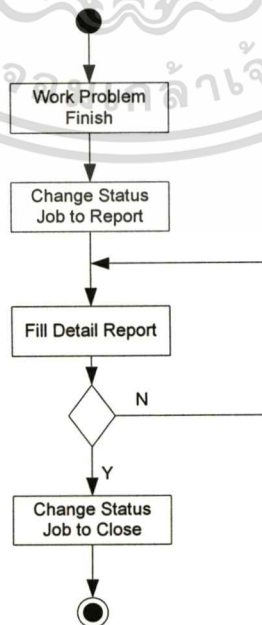 Work Problem
Finish
Change Status
Job to Report
Fill Detail Report
N
Y
Change Status
Job to Close